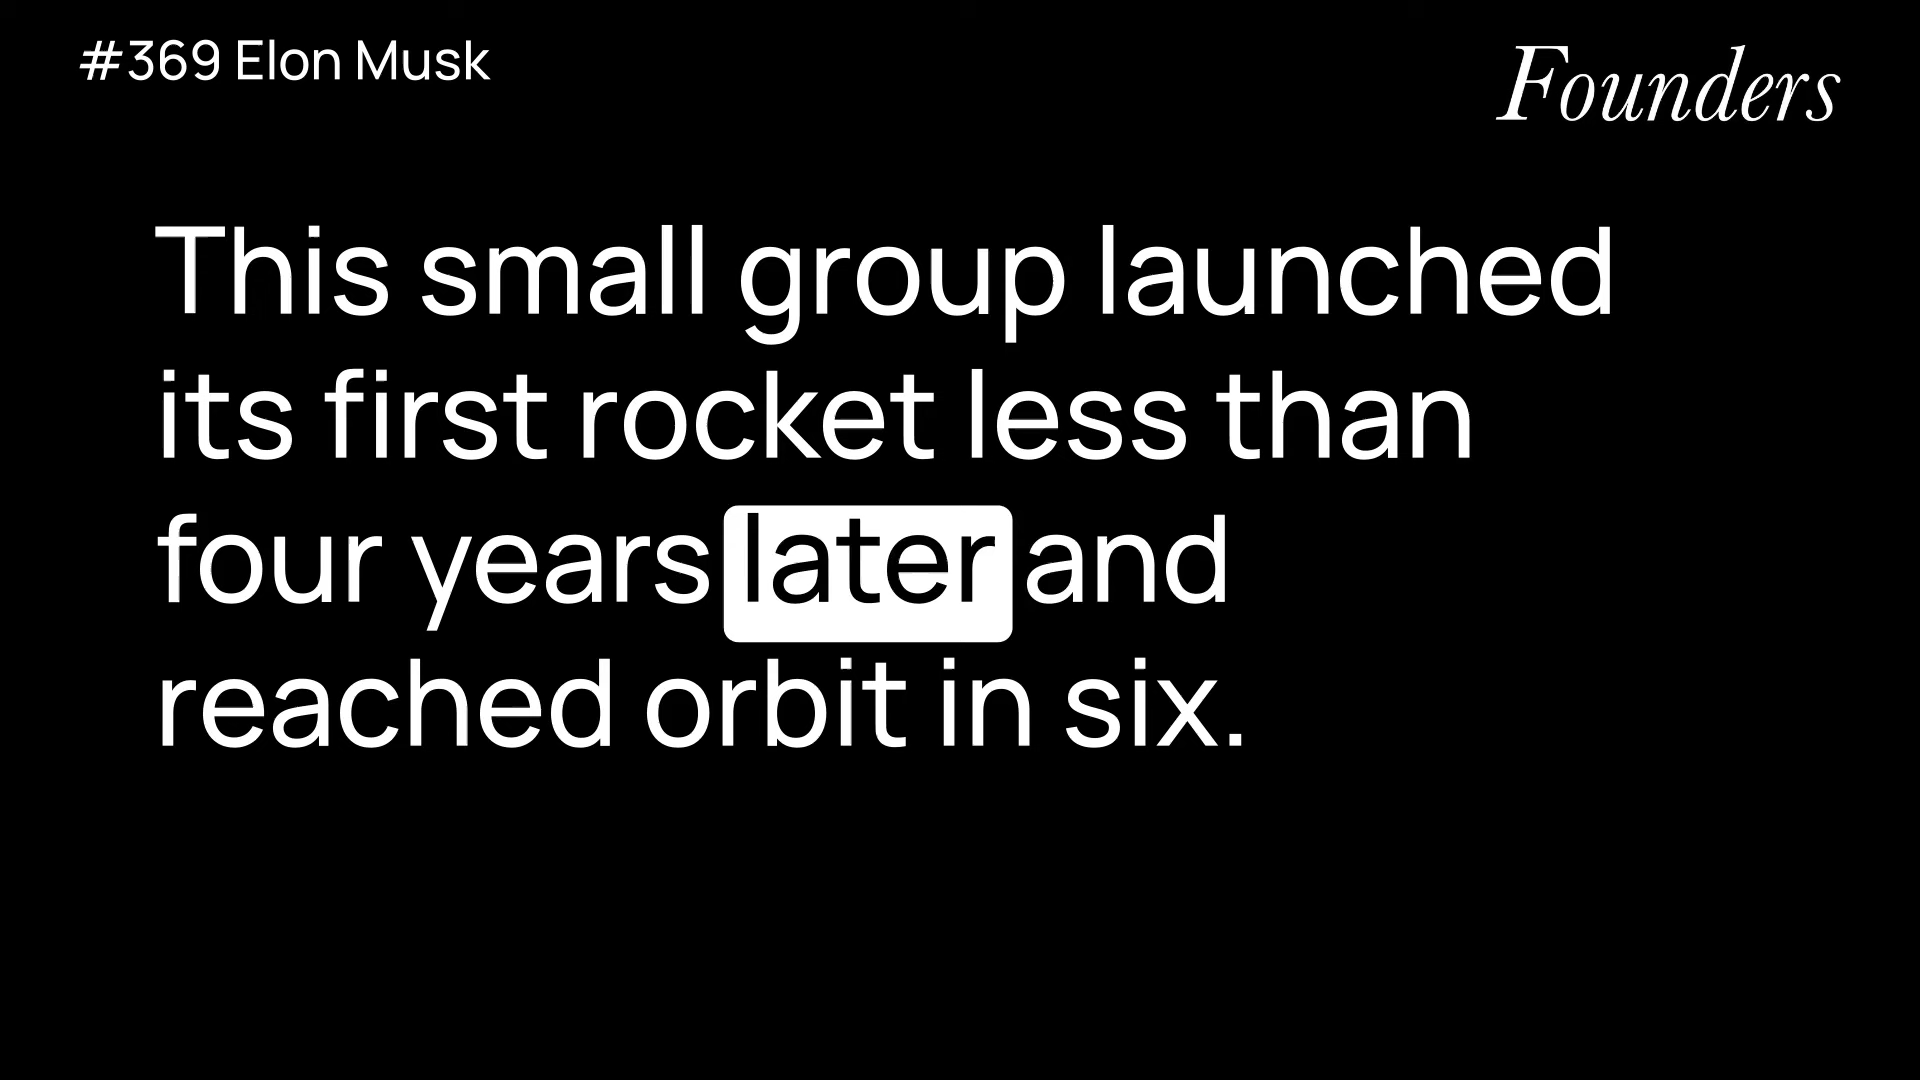 #369 Elon Musk
Founders
This small group launched
its first rocket less than
four years later and
reached orbit in six.